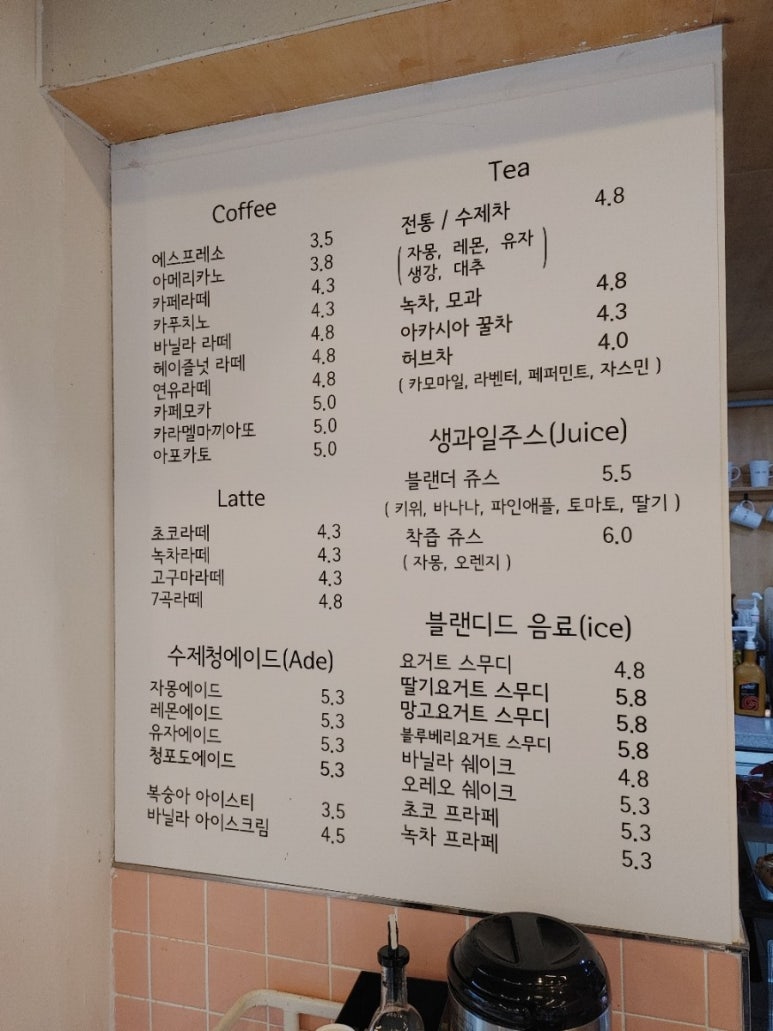 Coffee
에스프레소 3.5
아메리카노 3.8
카페라떼 4.3
카푸치노 4.3
바닐라 라떼 4.8
헤이즐넛 라떼 4.8
연유라떼 4.8
카페모카 5.0
카라멜마끼아또 5.0
아포카토 5.0
Latte
초코라떼 4.3
녹차라떼 4.3
고구마라떼 4.3
7곡라떼 4.8
수제청에이드(Ade)
자몽에이드 5.3
레몬에이드 5.3
유자에이드 5.3
청포도에이드 5.3
복숭아 아이스티 3.5
바닐라 아이스크림 4.5
Tea
전통 / 수제차 4.8
( 자몽, 레몬, 유자
생강, 대추 )
녹차, 모과 4.8
아카시아 꿀차 4.3
허브차 4.0
( 카모마일, 라벤터, 페퍼민트, 자스민 )
생과일주스(Juice)
블랜더 쥬스 5.5
( 키위, 바나나, 파인애플, 토마토, 딸기 )
착즙 쥬스 6.0
( 자몽, 오렌지 )
블랜디드 음료(ice)
요거트 스무디 4.8
딸기요거트 스무디 5.8
망고요거트 스무디 5.8
블루베리요거트 스무디 5.8
바닐라 쉐이크 4.8
오레오 쉐이크 5.3
초코 프라페 5.3
녹차 프라페 5.3